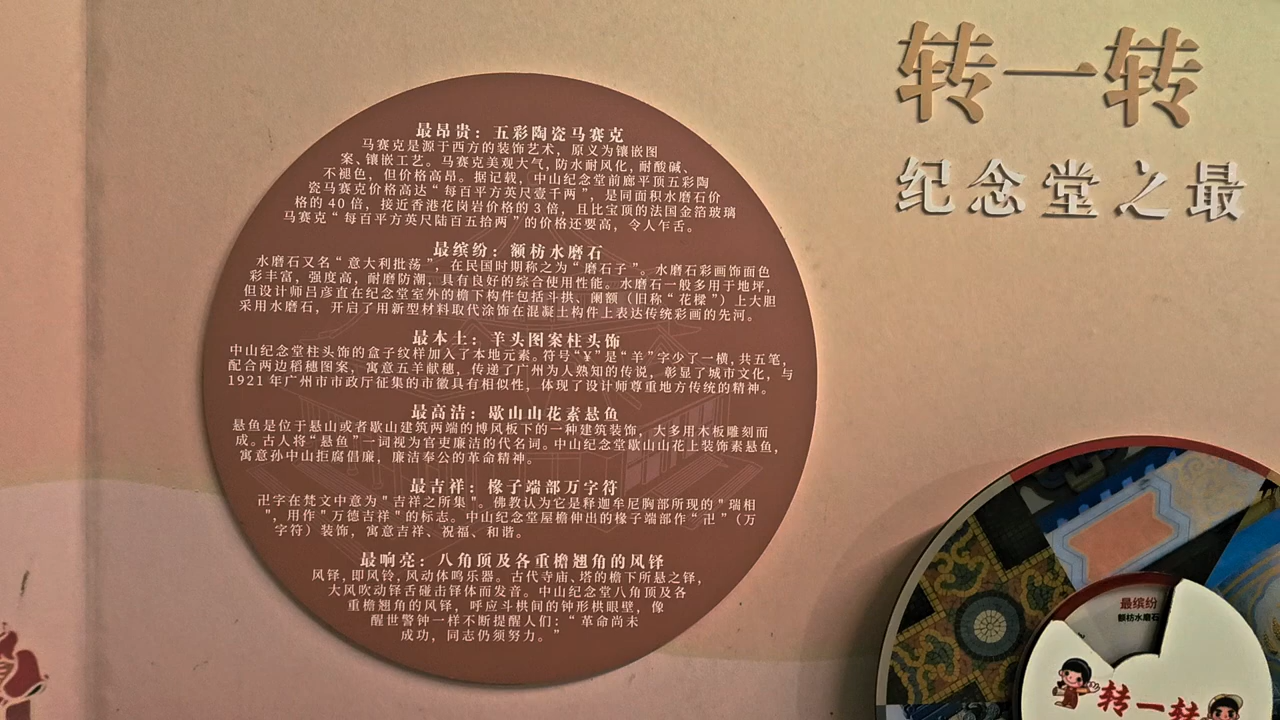 转一转
纪念堂之最
最昂贵：五彩陶瓷马赛克
马赛克是源于西方的装饰艺术，原义为镶嵌图
案、镶嵌工艺。马赛克美观大气，防水耐风化，耐酸碱、
不褪色，但价格高昂。据记载，中山纪念堂前廊平顶五彩陶
瓷马赛克价格高达“每百平方英尺壹千两”，是同面积水磨石价
格的 40 倍，接近香港花岗岩价格的 3 倍，且比宝顶的法国金箔玻璃
马赛克“每百平方英尺陆百五拾两”的价格还要高，令人乍舌。
最缤纷：额枋水磨石
水磨石又名“意大利批荡”，在民国时期称之为“磨石子”。水磨石彩画饰面色
彩丰富，强度高，耐磨防潮，具有良好的综合使用性能。水磨石一般多用于地坪，
但设计师吕彦直在纪念堂室外的檐下构件包括斗拱、阑额（旧称“花樑”）上大胆
采用水磨石，开启了用新型材料取代涂饰在混凝土构件上表达传统彩画的先河。
最本土：羊头图案柱头饰
中山纪念堂柱头饰的盒子纹样加入了本地元素。符号“¥”是“羊”字少了一横，共五笔，
配合两边稻穗图案，寓意五羊献穗，传递了广州为人熟知的传说，彰显了城市文化，与
1921 年广州市市政厅征集的市徽具有相似性，体现了设计师尊重地方传统的精神。
最高洁：歇山山花素悬鱼
悬鱼是位于悬山或者歇山建筑两端的博风板下的一种建筑装饰，大多用木板雕刻而
成。古人将“悬鱼”一词视为官吏廉洁的代名词。中山纪念堂歇山山花上装饰素悬鱼，
寓意孙中山拒腐倡廉，廉洁奉公的革命精神。
最吉祥：椽子端部万字符
卍字在梵文中意为"吉祥之所集"。佛教认为它是释迦牟尼胸部所现的"瑞相
"，用作"万德吉祥"的标志。中山纪念堂屋檐伸出的椽子端部作“卍”（万
字符）装饰，寓意吉祥、祝福、和谐。
最响亮：八角顶及各重檐翘角的风铎
风铎，即风铃，风动体鸣乐器。古代寺庙、塔的檐下所悬之铎，
大风吹动铎舌碰击铎体而发音。中山纪念堂八角顶及各
重檐翘角的风铎，呼应斗栱间的钟形栱眼壁，像
醒世警钟一样不断提醒人们：“革命尚未
成功，同志仍须努力。”
最缤纷
额枋水磨石
转一转